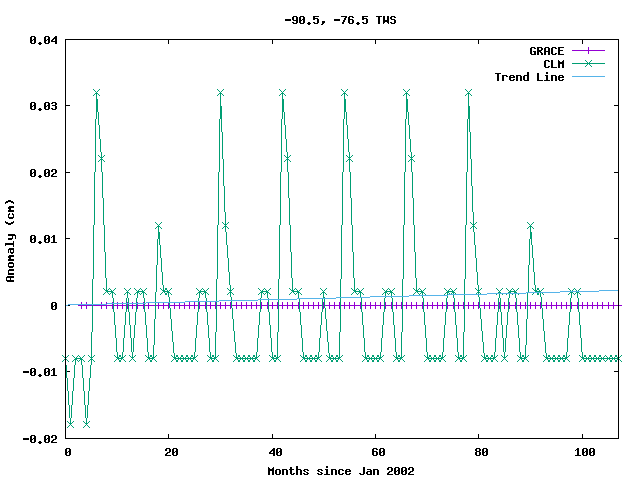 -90.5, -76.5 TWS
0.04
0.03
0.02
0.01
0
-0.01
-0.02
Anomaly (cm)
GRACE
CLM
Trend Line
0 20 40 60 80 100
Months since Jan 2002